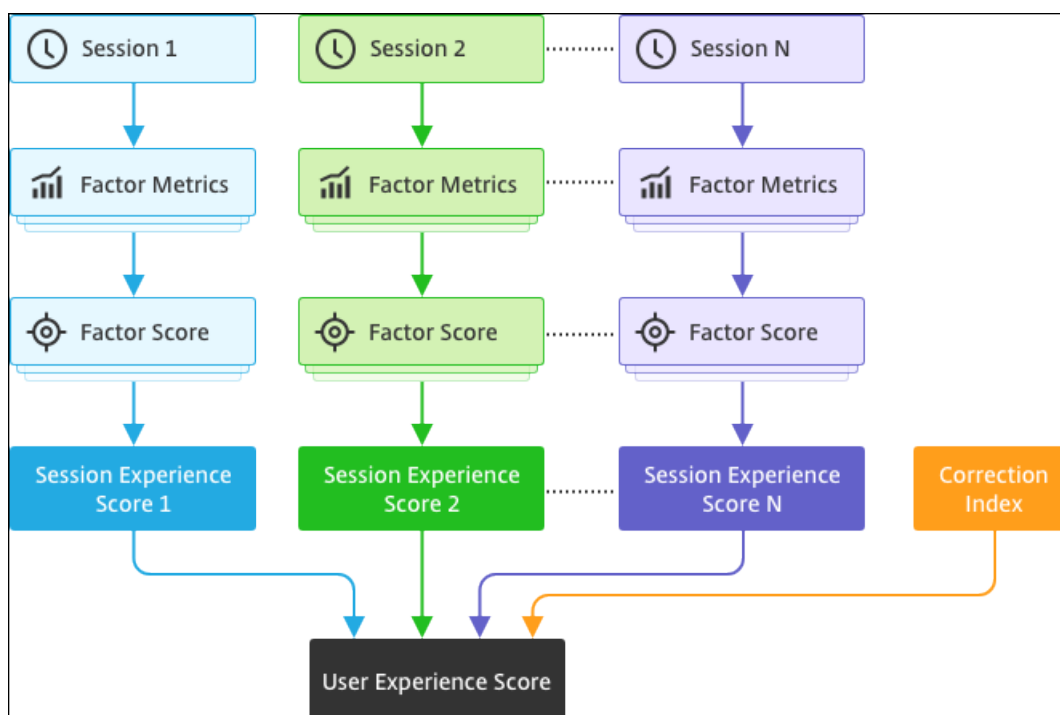 Session 1
Session 2
Session N
Factor Metrics
Factor Metrics
Factor Metrics
Factor Score
Factor Score
Factor Score
Session Experience
Score 1
Session Experience
Score 2
Session Experience
Score N
Correction
Index
User Experience Score